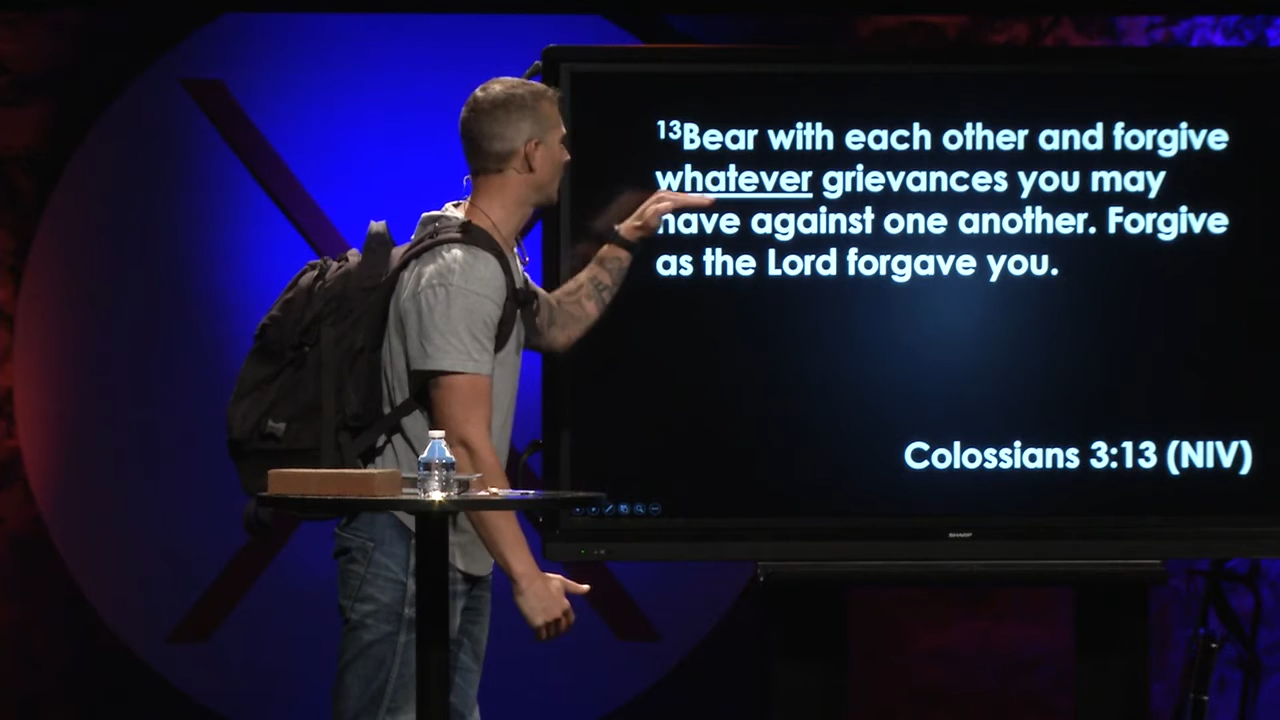 ¹³Bear with each other and forgive
whatever grievances you may
have against one another. Forgive
as the Lord forgave you.
Colossians 3:13 (NIV)
SHARP